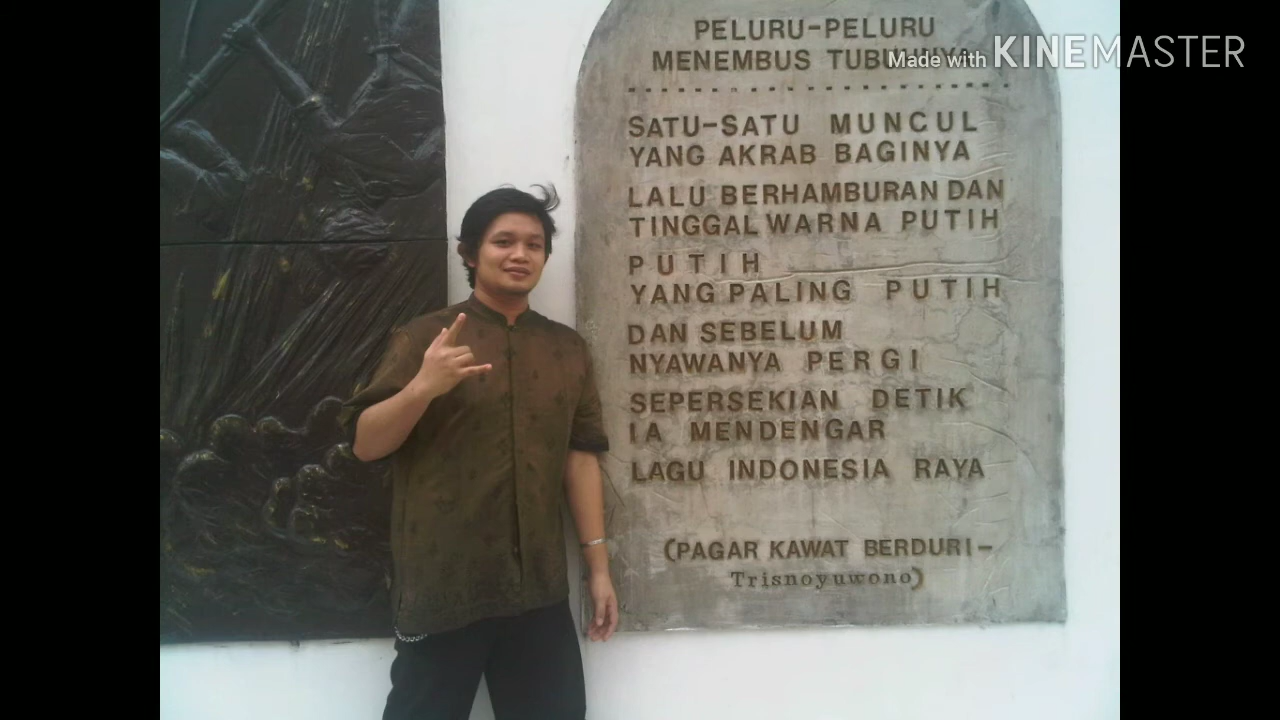 PELURU-PELURU
MENEMBUS TUBUHNYA
Made with KINEMASTER
SATU-SATU MUNCUL
YANG AKRAB BAGINYA
LALU BERHAMBURAN DAN
TINGGAL WARNA PUTIH
PUTIH
YANG PALING PUTIH
DAN SEBELUM
NYAWANYA PERGI
SEPERSEKIAN DETIK
IA MENDENGAR
LAGU INDONESIA RAYA
(PAGAR KAWAT BERDURI-
Trisnoyuwono)